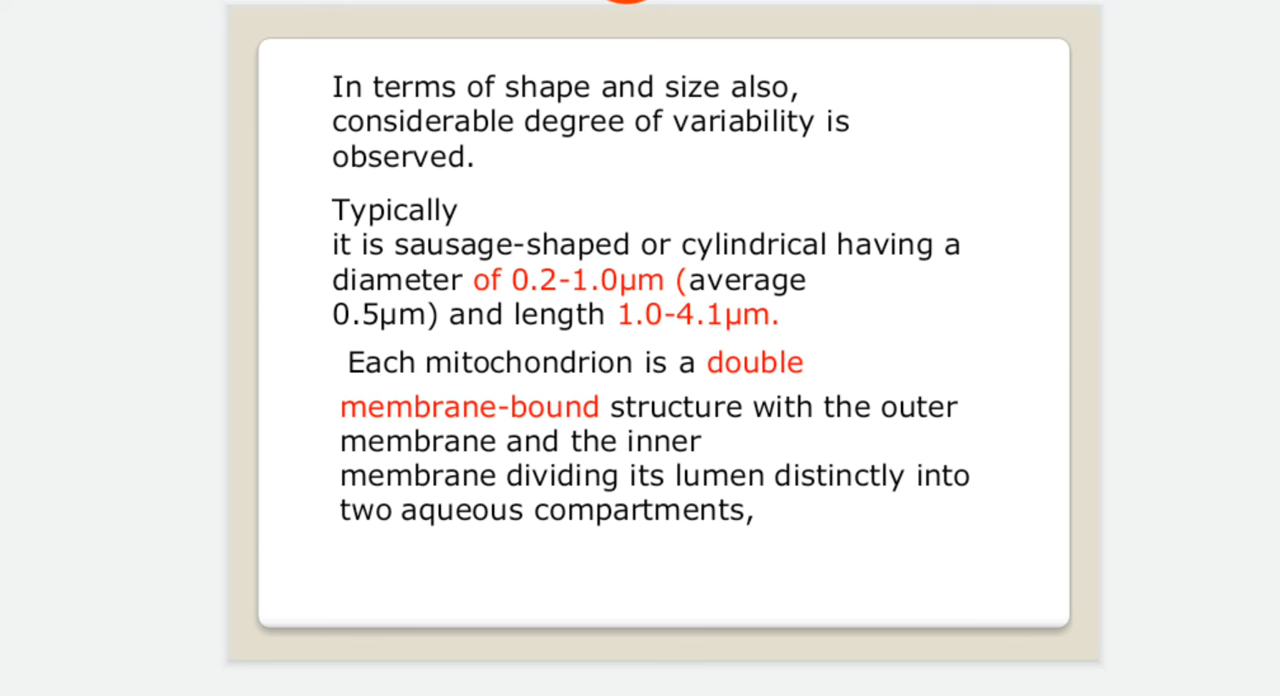 In terms of shape and size also,
considerable degree of variability is
observed.
Typically
it is sausage-shaped or cylindrical having a
diameter of 0.2-1.0µm (average
0.5µm) and length 1.0-4.1µm.
Each mitochondrion is a double
membrane-bound structure with the outer
membrane and the inner
membrane dividing its lumen distinctly into
two aqueous compartments,